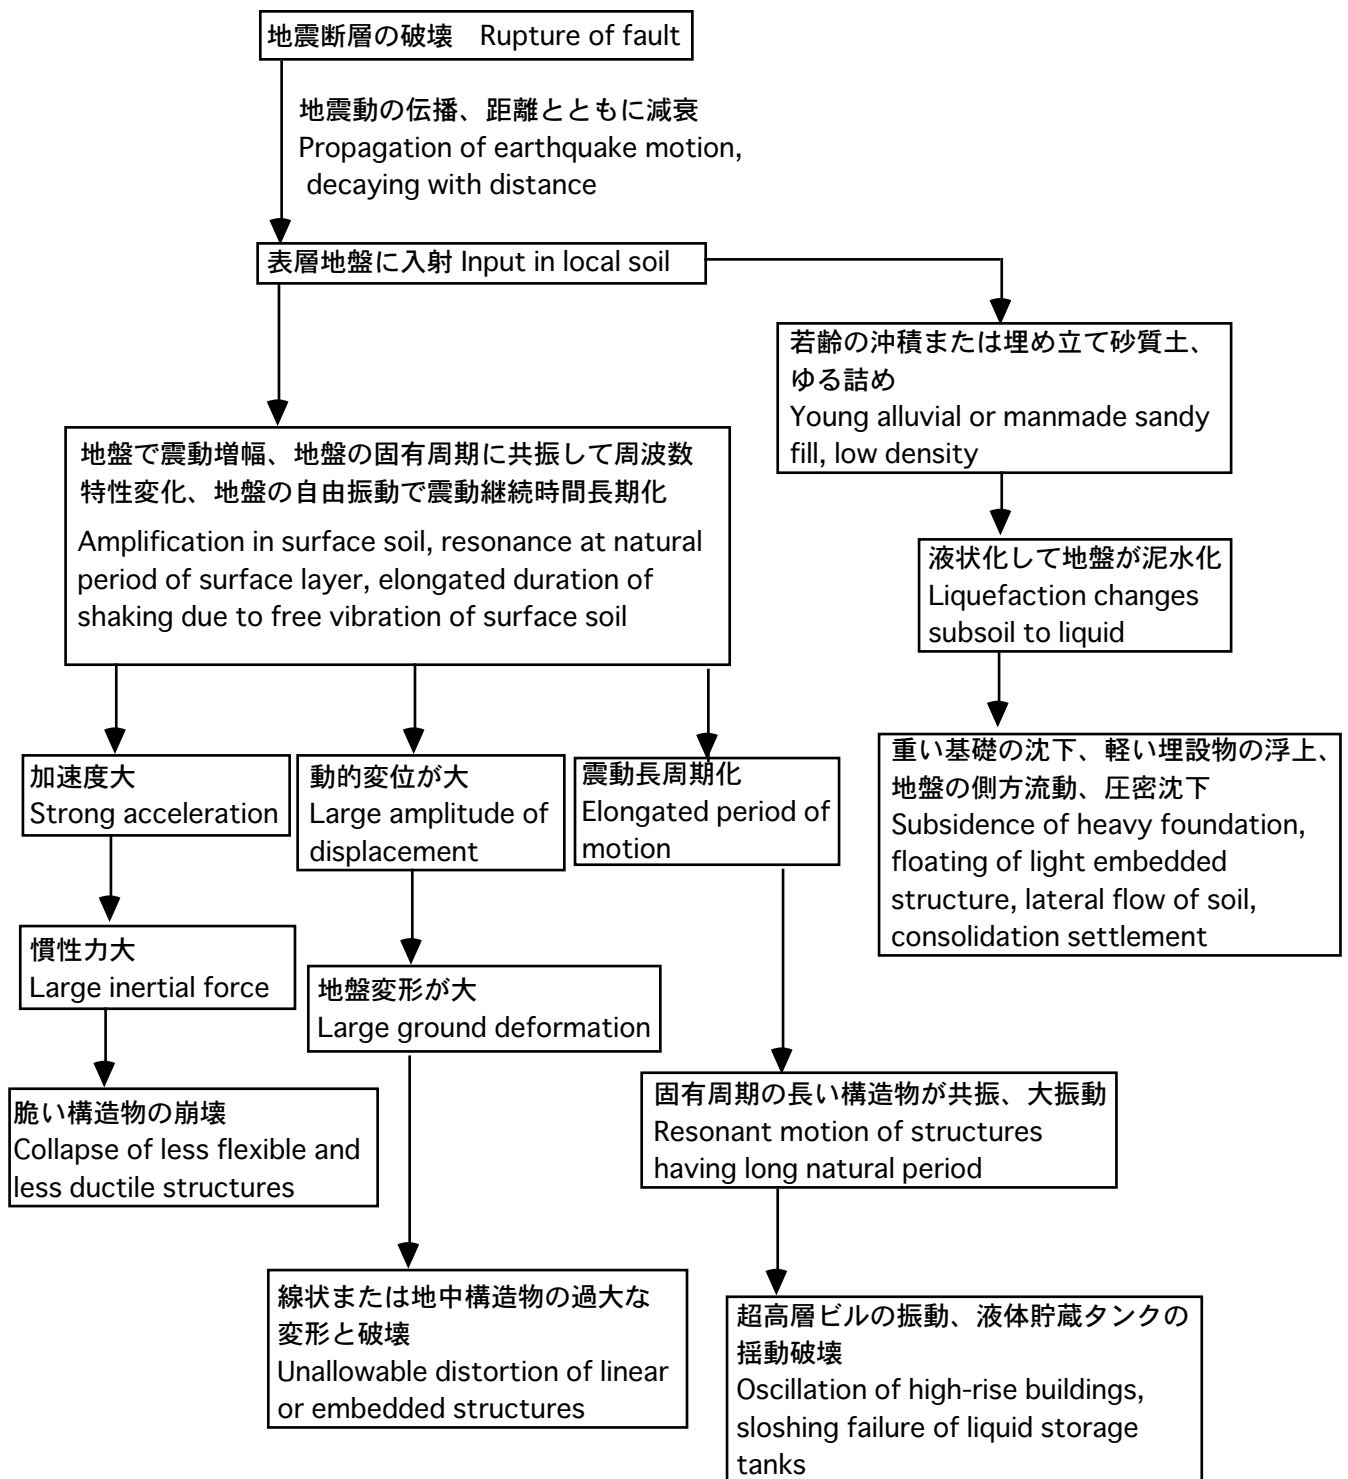 地震断層の破壊　Rupture of fault
地震動の伝播、距離とともに減衰
Propagation of earthquake motion,
decaying with distance
表層地盤に入射 Input in local soil
若齢の沖積または埋め立て砂質土、
ゆる詰め
Young alluvial or manmade sandy
fill, low density
地盤で震動増幅、地盤の固有周期に共振して周波数
特性変化、地盤の自由振動で震動継続時間長期化
Amplification in surface soil, resonance at natural
period of surface layer, elongated duration of
shaking due to free vibration of surface soil
液状化して地盤が泥水化
Liquefaction changes
subsoil to liquid
重い基礎の沈下、軽い埋設物の浮上、
地盤の側方流動、圧密沈下
Subsidence of heavy foundation,
floating of light embedded
structure, lateral flow of soil,
consolidation settlement
加速度大
Strong acceleration
動的変位が大
Large amplitude of
displacement
震動長周期化
Elongated period of
motion
慣性力大
Large inertial force
地盤変形が大
Large ground deformation
脆い構造物の崩壊
Collapse of less flexible and
less ductile structures
固有周期の長い構造物が共振、大振動
Resonant motion of structures
having long natural period
線状または地中構造物の過大な
変形と破壊
Unallowable distortion of linear
or embedded structures
超高層ビルの振動、液体貯蔵タンクの
揺動破壊
Oscillation of high-rise buildings,
sloshing failure of liquid storage
tanks